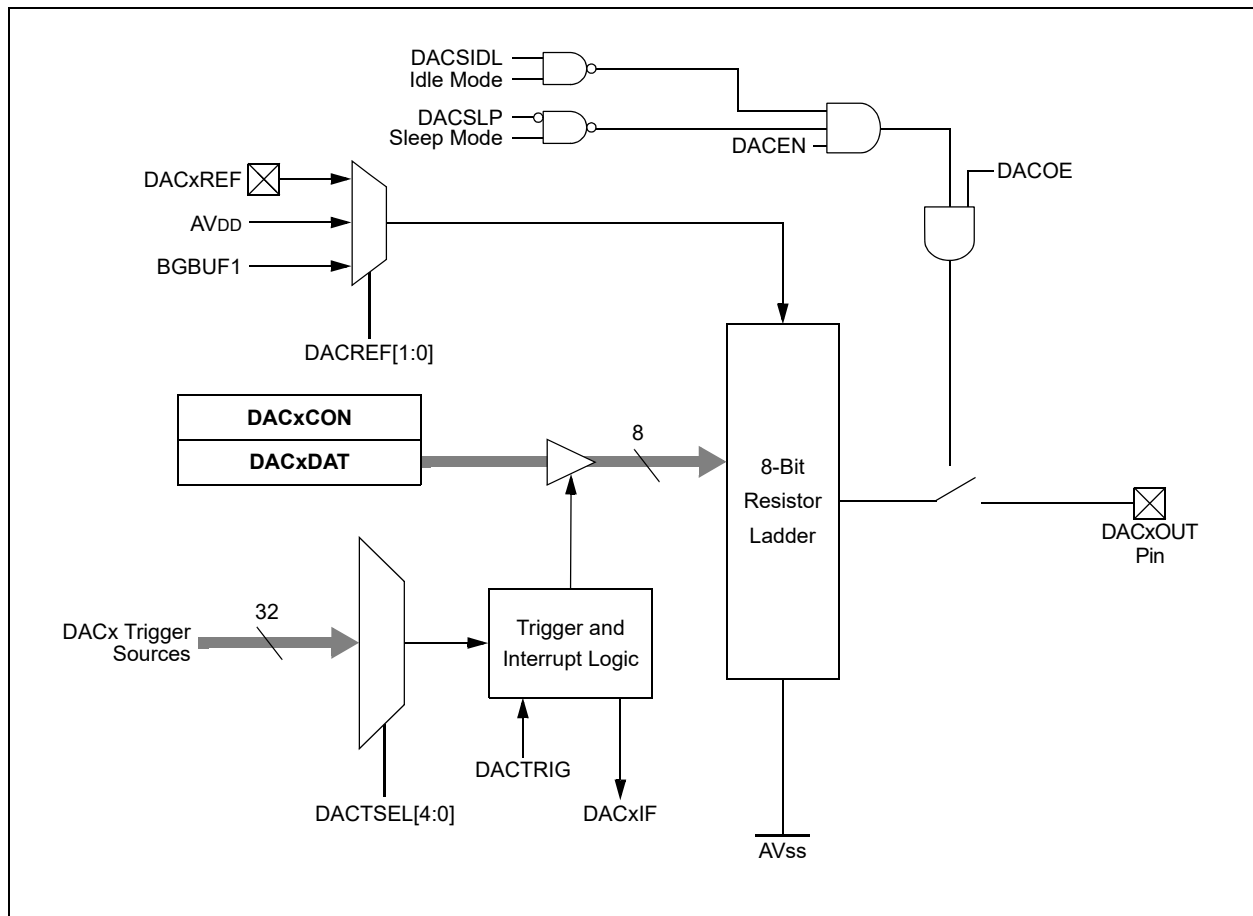 DACSIDL
Idle Mode
DACSLP
Sleep Mode
DACEN
DACxREF
DACOE
AVDD
BGBUF1
DACREF[1:0]
DACxCON
DACxDAT
8
8-Bit
Resistor
Ladder
DACxOUT
Pin
32
DACx Trigger
Sources
Trigger and
Interrupt Logic
DACTRIG
DACTSEL[4:0]
DACxIF
AVss